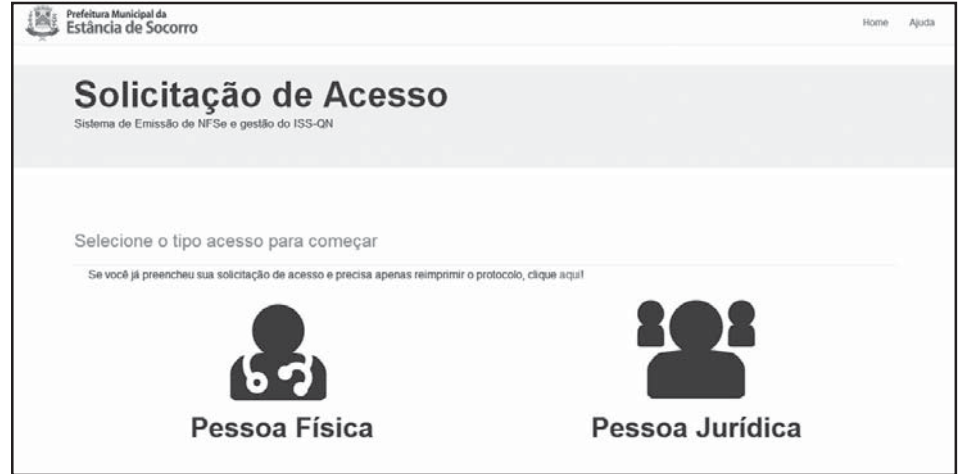 Prefeitura Municipal da
Estância de Socorro
Home Ajuda
Solicitação de Acesso
Sistema de Emissão de NFSe e gestão do ISS-QN
Selecione o tipo acesso para começar
Se você já preencheu sua solicitação de acesso e precisa apenas reimprimir o protocolo, clique aqui!
Pessoa Física
Pessoa Jurídica